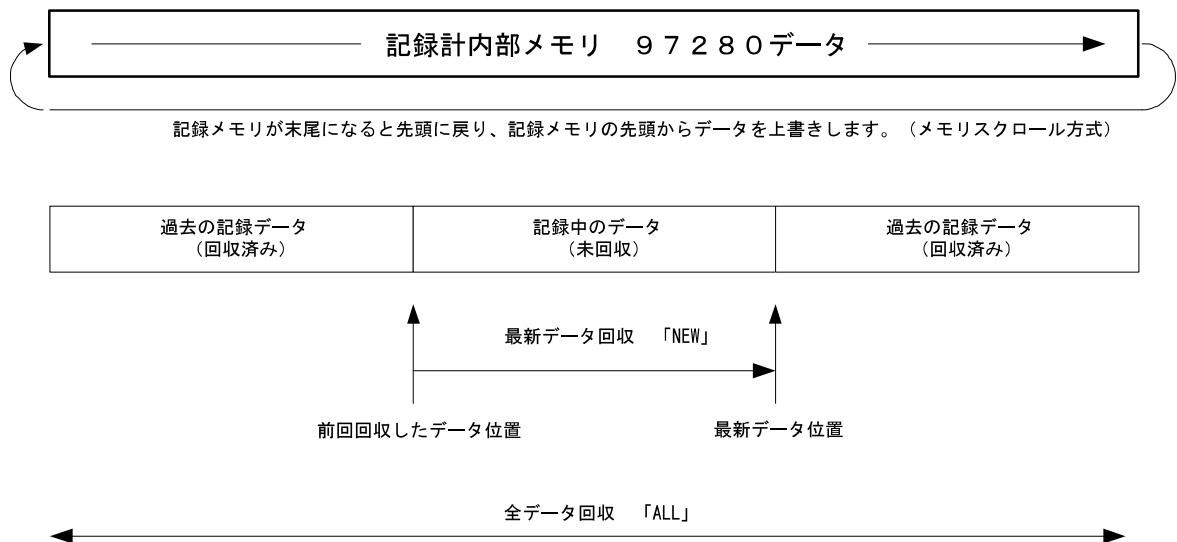 記録計内部メモリ　９７２８０データ
記録メモリが末尾になると先頭に戻り、記録メモリの先頭からデータを上書きします。（メモリスクロール方式）
過去の記録データ
（回収済み）
記録中のデータ
（未回収）
過去の記録データ
（回収済み）
最新データ回収　「NEW」
前回回収したデータ位置
最新データ位置
全データ回収　「ALL」